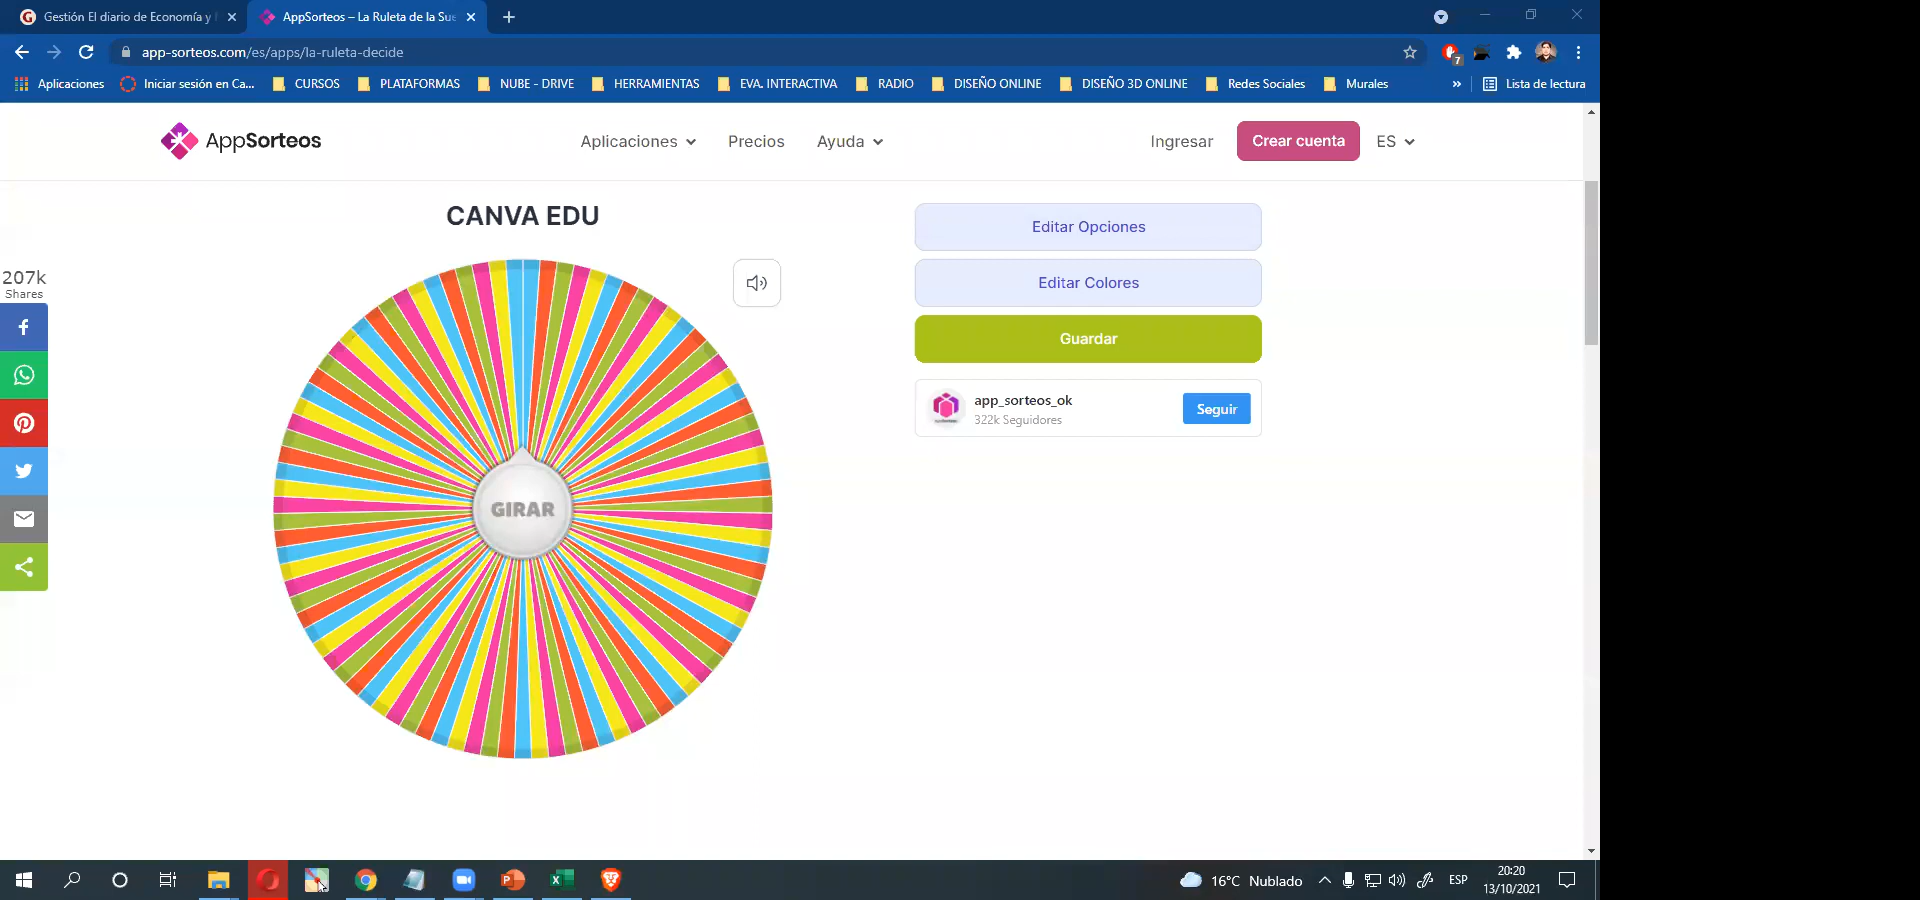 Gestión El diario de Economía y
AppSorteos – La Ruleta de la Sue
app-sorteos.com/es/apps/la-ruleta-decide
7
Aplicaciones
Iniciar sesión en Ca...
CURSOS
PLATAFORMAS
NUBE - DRIVE
HERRAMIENTAS
EVA. INTERACTIVA
RADIO
DISEÑO ONLINE
DISEÑO 3D ONLINE
Redes Sociales
Murales
»
Lista de lectura
AppSorteos
Aplicaciones
Precios
Ayuda
Ingresar
Crear cuenta
ES
CANVA EDU
Editar Opciones
Editar Colores
Guardar
207k
Shares
app_sorteos_ok
322k Seguidores
Seguir
GIRAR
16°C Nublado
ESP
20:20
13/10/2021